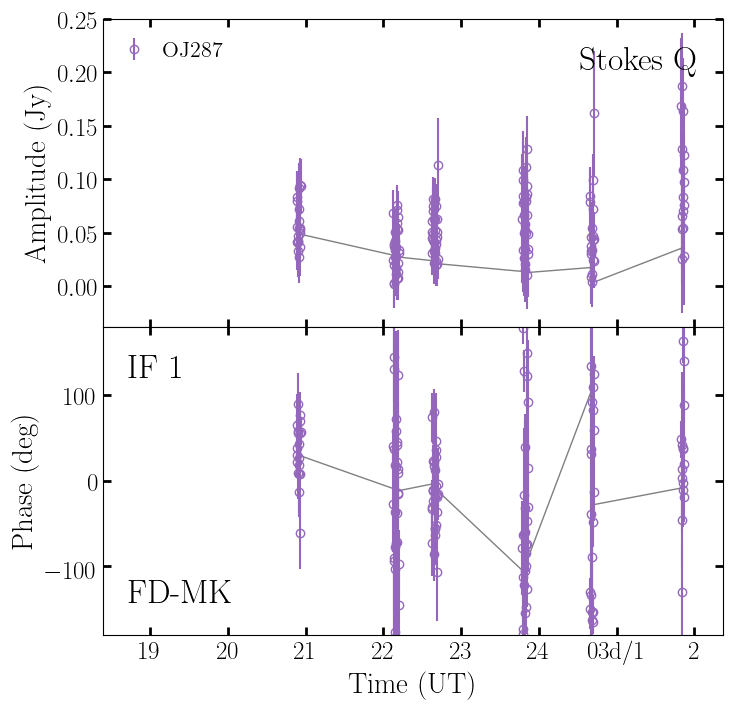 OJ287
Stokes Q
0.25
0.20
0.15
0.10
0.05
0.00
Amplitude (Jy)
IF 1
FD-MK
100
0
−100
Phase (deg)
19 20 21 22 23 24 03d/1 2
Time (UT)